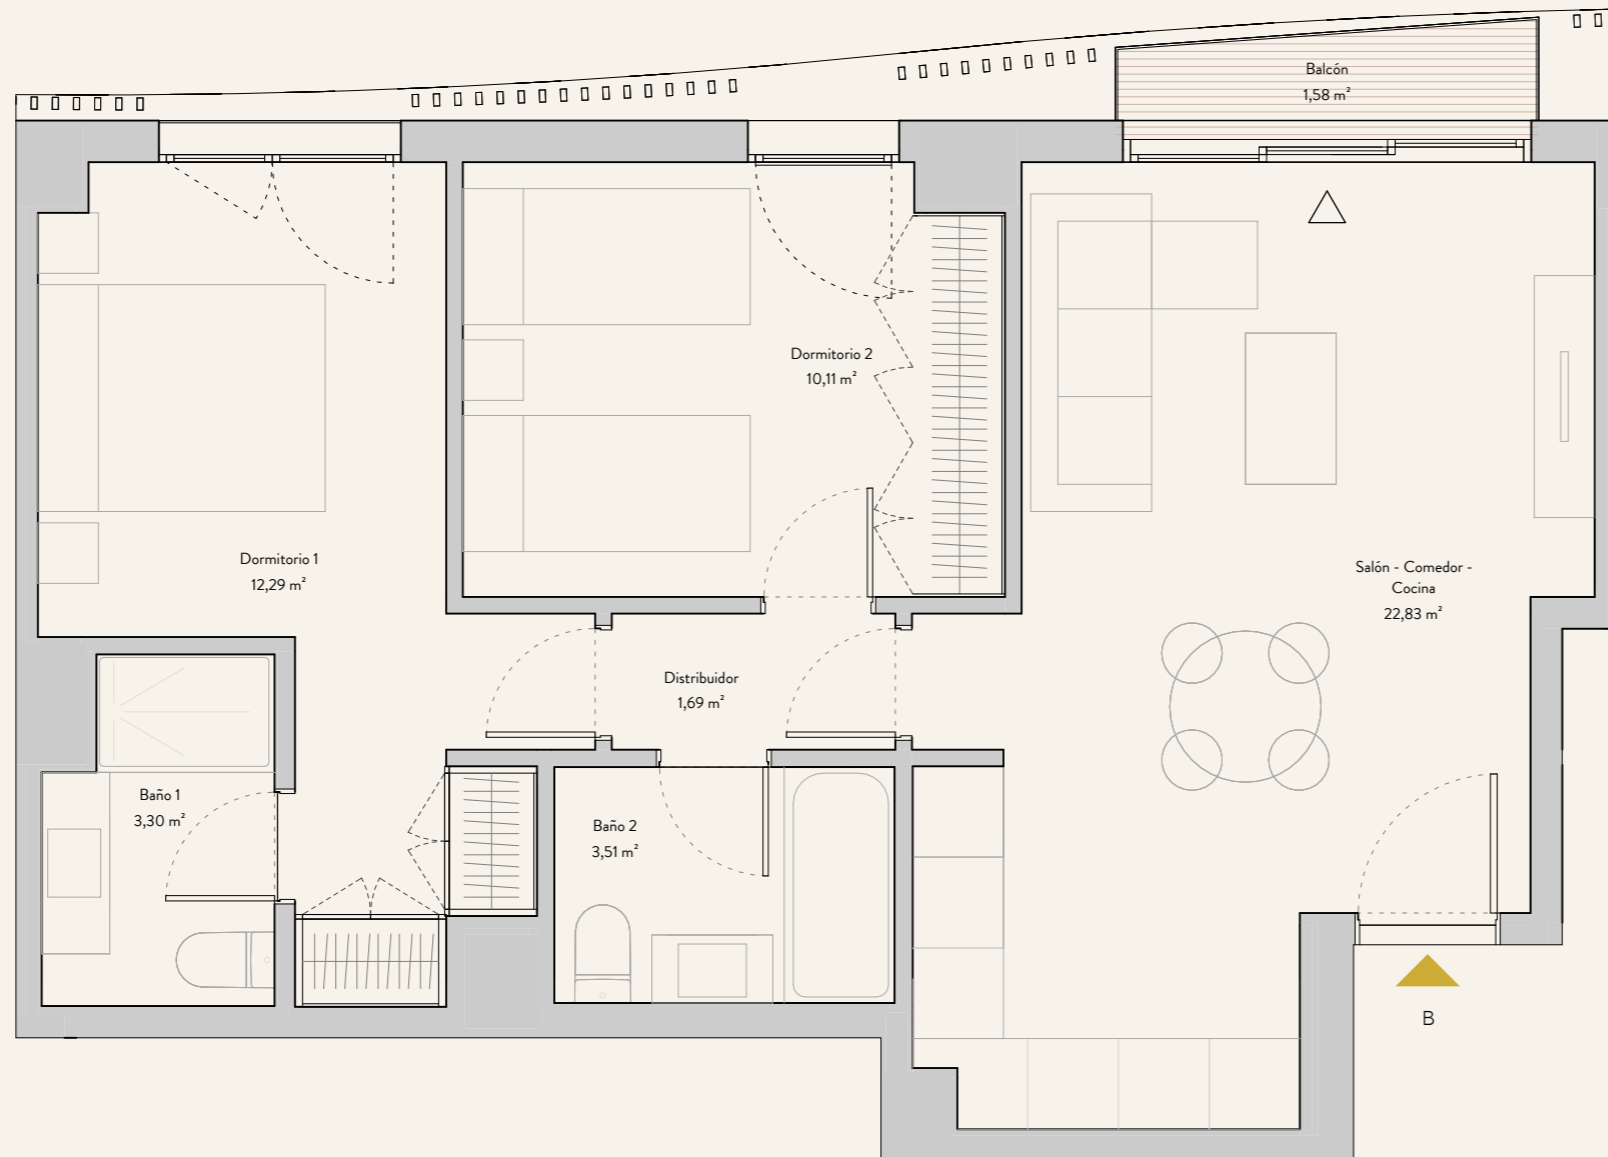 Balcón
1,58 m²
Dormitorio 2
10,11 m²
Dormitorio 1
12,29 m²
Salón - Comedor -
Cocina
22,83 m²
Distribuidor
1,69 m²
Baño 1
3,30 m²
Baño 2
3,51 m²
B